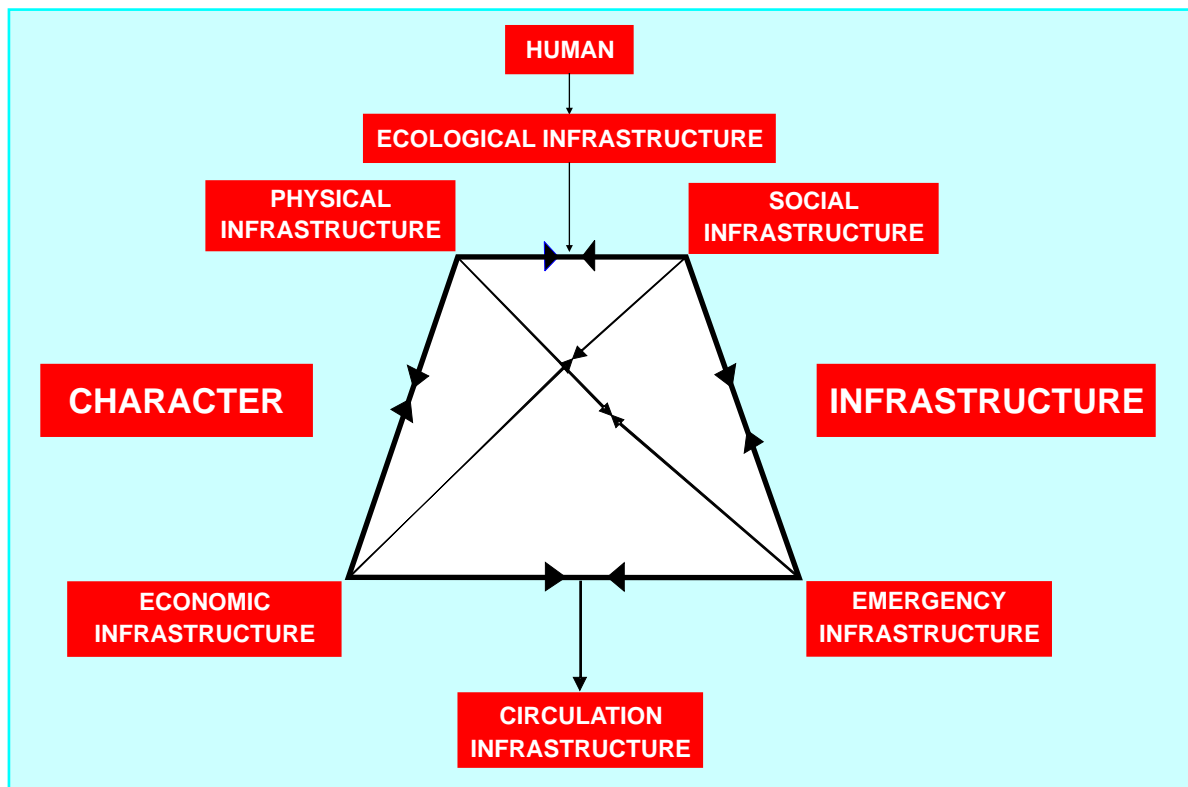 HUMAN
ECOLOGICAL INFRASTRUCTURE
PHYSICAL
INFRASTRUCTURE
SOCIAL
INFRASTRUCTURE
CHARACTER
INFRASTRUCTURE
ECONOMIC
INFRASTRUCTURE
EMERGENCY
INFRASTRUCTURE
CIRCULATION
INFRASTRUCTURE